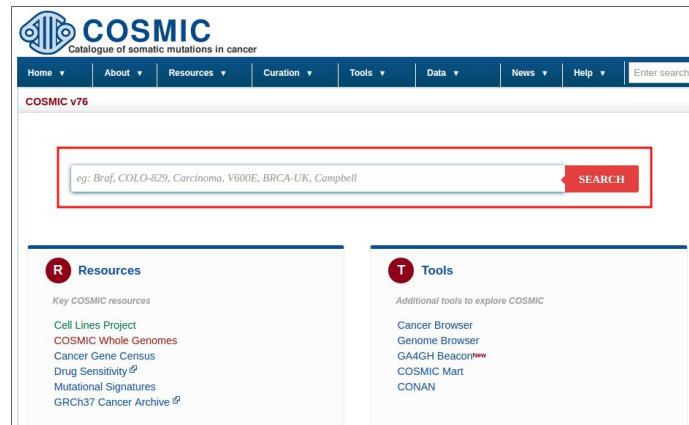 COSMIC
Catalogue of somatic mutations in cancer
Home ▼ About ▼ Resources ▼ Curation ▼ Tools ▼ Data ▼ News ▼ Help ▼ Enter search
COSMIC v76
eg: Braf, COLO-829, Carcinoma, V600E, BRCA-UK, Campbell SEARCH
R Resources
Key COSMIC resources
Cell Lines Project
COSMIC Whole Genomes
Cancer Gene Census
Drug Sensitivity
Mutational Signatures
GRCh37 Cancer Archive
T Tools
Additional tools to explore COSMIC
Cancer Browser
Genome Browser
GA4GH Beacon New
COSMIC Mart
CONAN